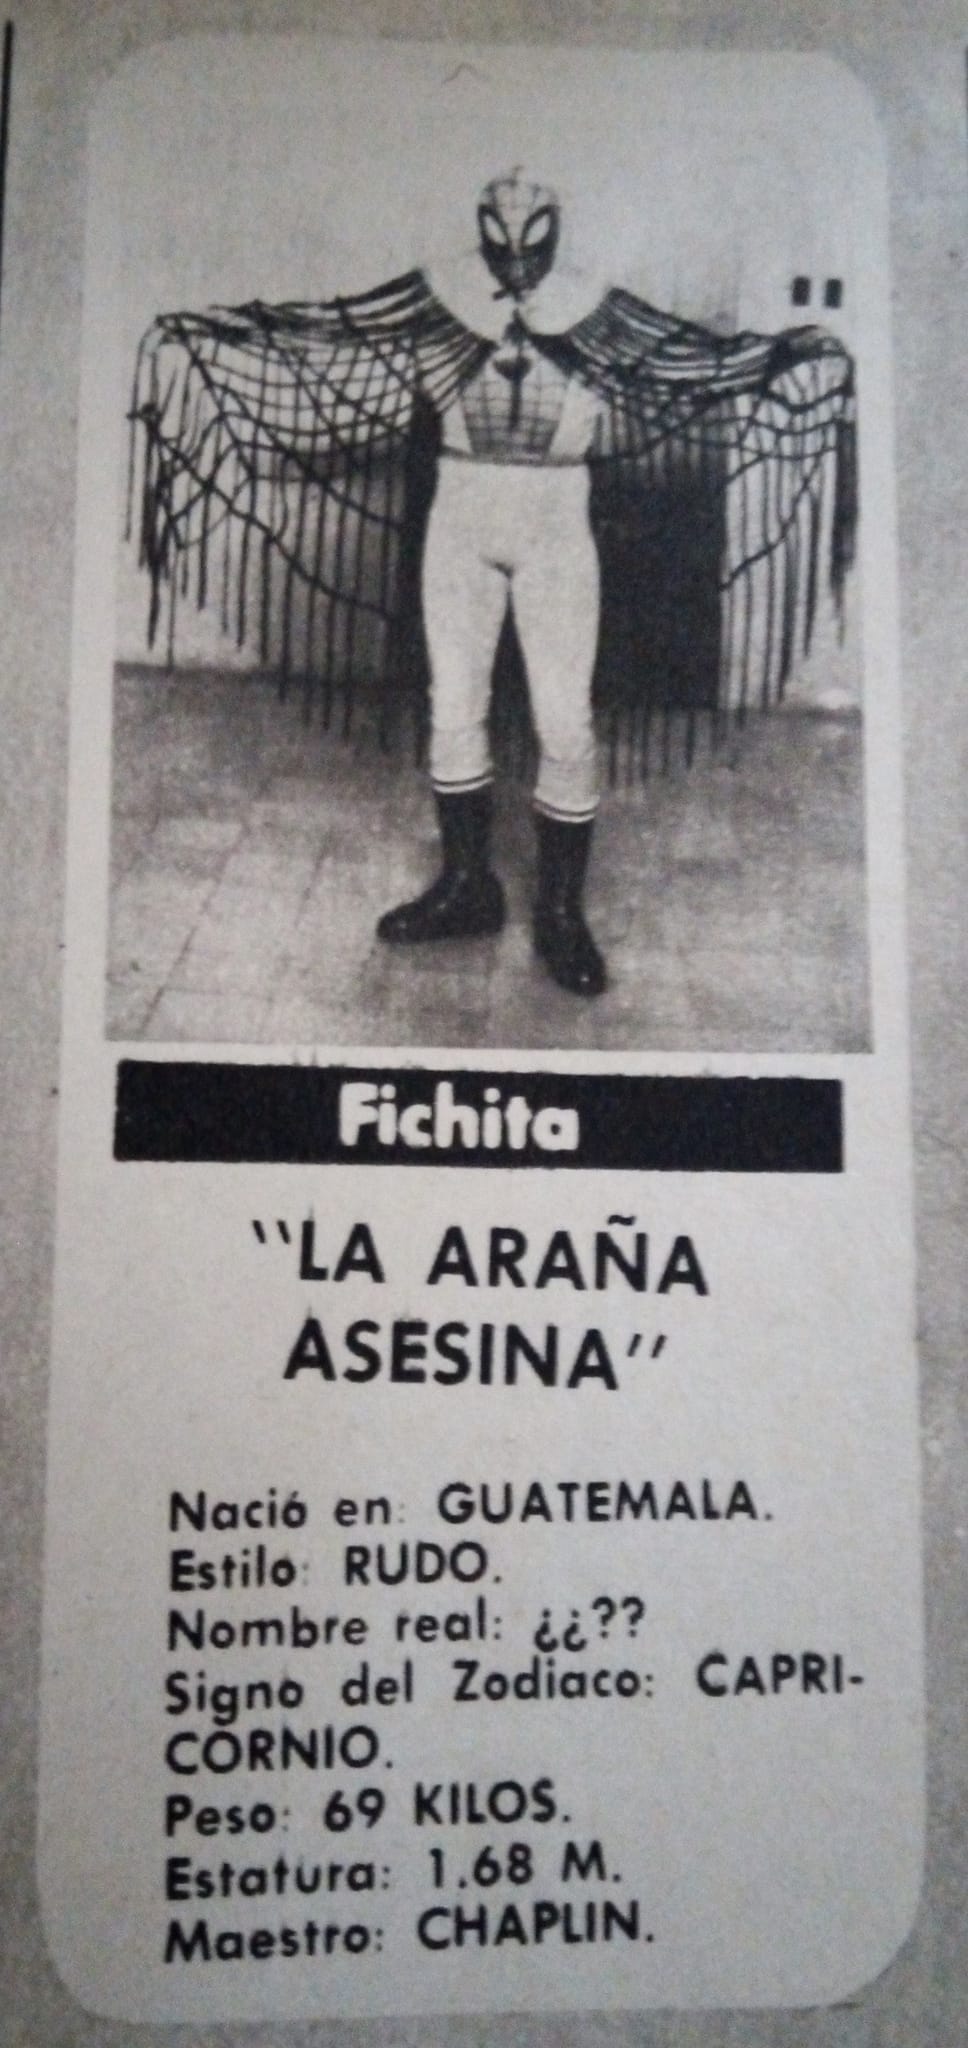 Fichita
"LA ARAÑA
ASESINA"
Nació en: GUATEMALA.
Estilo: RUDO.
Nombre real: ¿¿??
Signo del Zodiaco: CAPRI-
CORNIO.
Peso: 69 KILOS.
Estatura: 1.68 M.
Maestro: CHAPLIN.